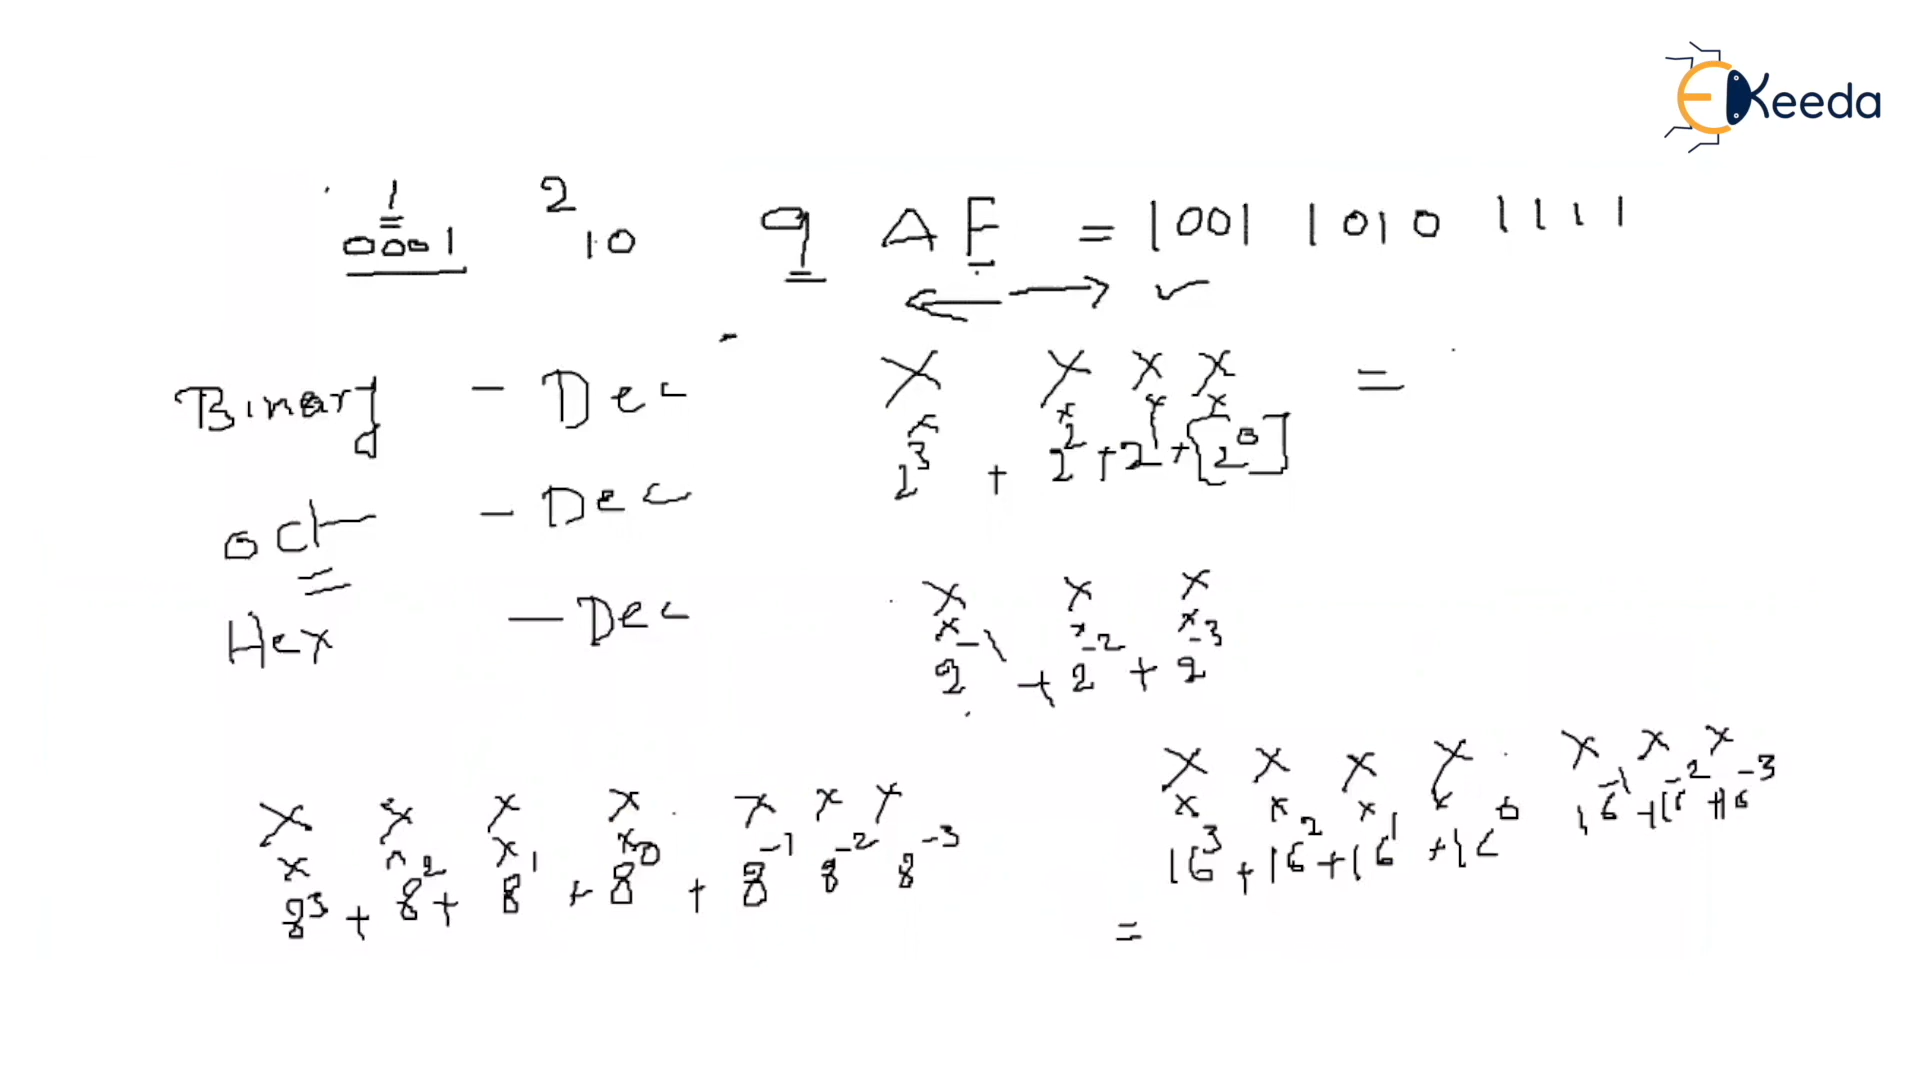 EKeeda
1 2 9 A F = 1001 1010 1111
0001 10
Binary - Dec X X X X =
x x x x
2^3 + 2^2 + 2^1 + [2^0]
oct - Dec
Hex - Dec X X X
x x x
2^-1 + 2^-2 + 2^-3
X X X X . X X X
x x x x
8^3 + 8^2 + 8^1 + 8^0 + 8^-1 8^-2 8^-3
X X X X . X X X
x x x x
16^3 + 16^2 + 16^1 + 16^0 16^-1 + 16^-2 + 16^-3
=